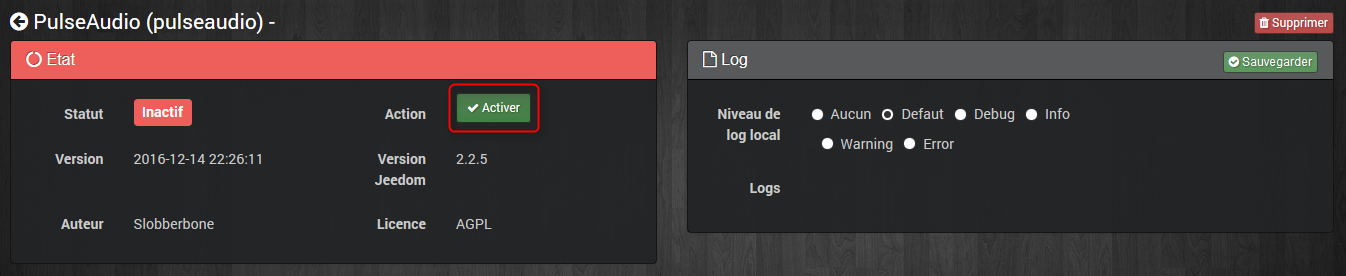 PulseAudio (pulseaudio) -
Supprimer
Etat
Statut Inactif Action Activer
Version 2016-12-14 22:26:11 Version Jeedom 2.2.5
Auteur Slobberbone Licence AGPL
Log
Sauvegarder
Niveau de log local
Aucun Defaut Debug Info
Warning Error
Logs